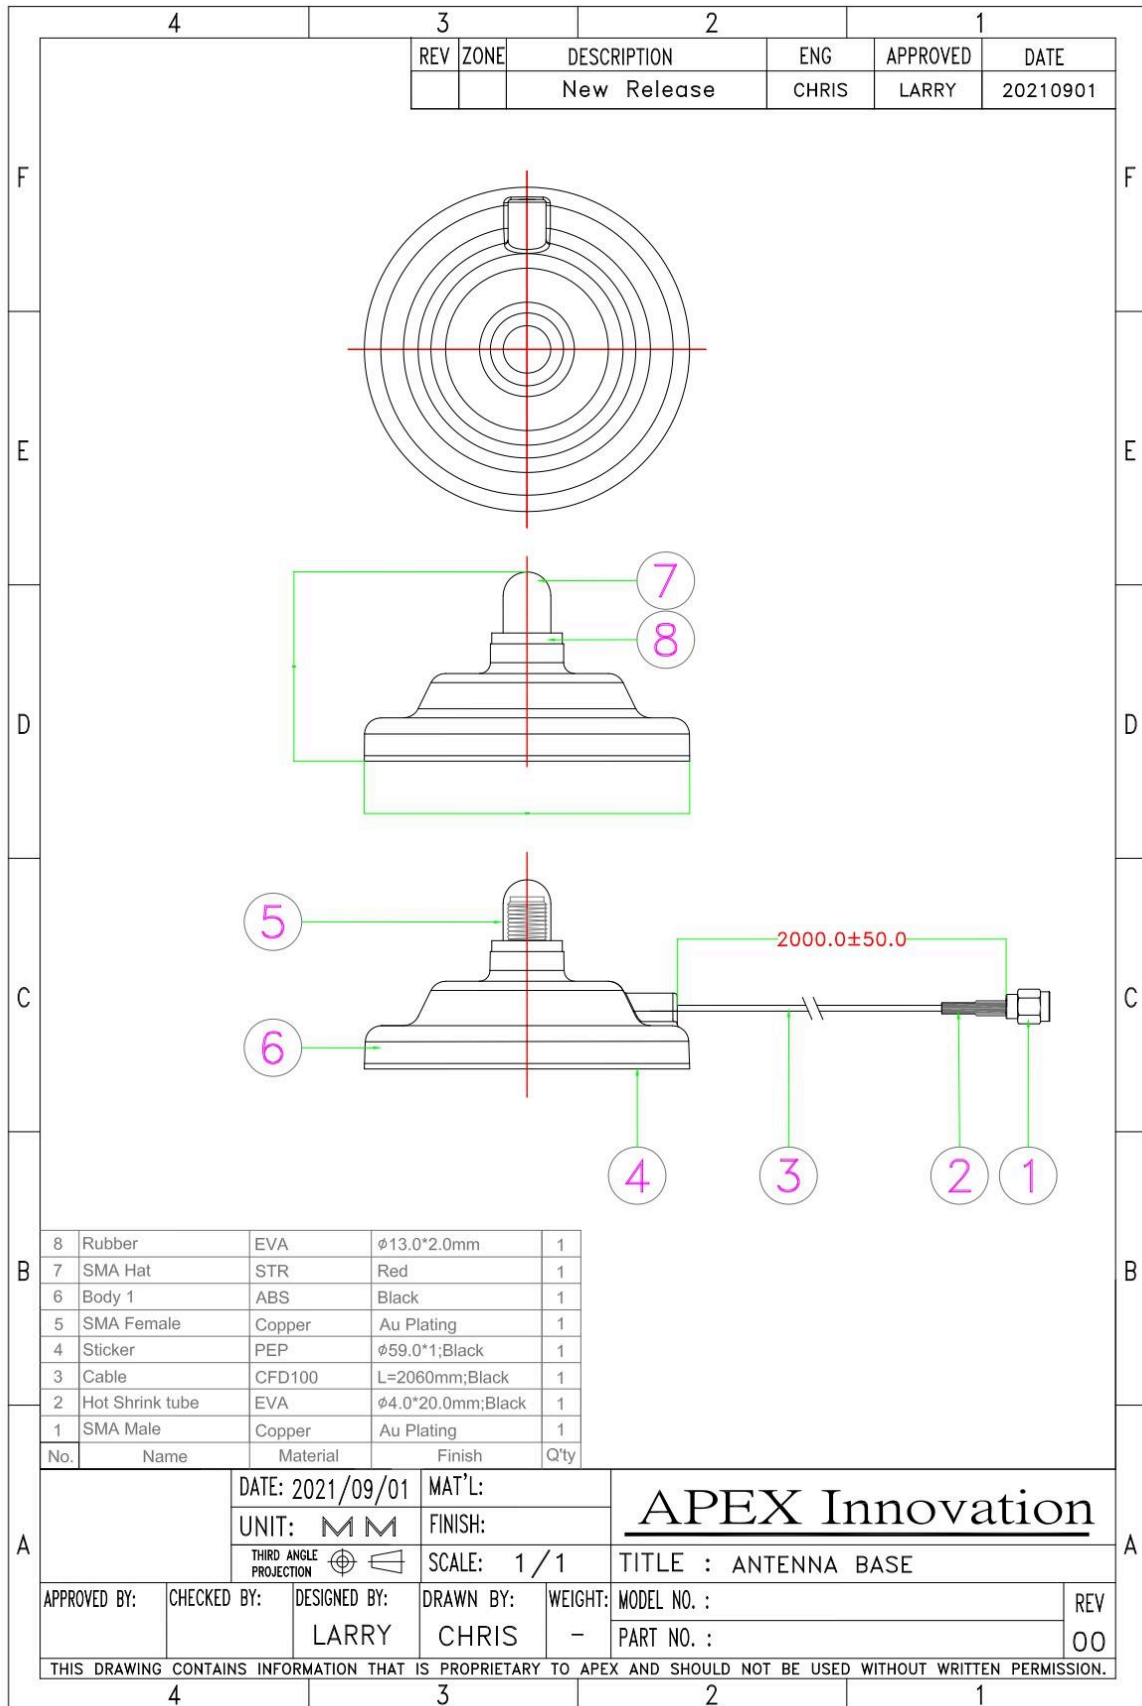 4 3 2 1
REV ZONE DESCRIPTION ENG APPROVED DATE
New Release CHRIS LARRY 20210901
F F
E E
7
8
D D
5
2000.0±50.0
C C
6
4 3 2 1
8 Rubber EVA φ13.0*2.0mm 1
B B
7 SMA Hat STR Red 1
6 Body 1 ABS Black 1
5 SMA Female Copper Au Plating 1
4 Sticker PEP φ59.0*1;Black 1
3 Cable CFD100 L=2060mm;Black 1
2 Hot Shrink tube EVA φ4.0*20.0mm;Black 1
1 SMA Male Copper Au Plating 1
No. Name Material Finish Q'ty
DATE: 2021/09/01 MAT'L:
APEX Innovation
UNIT: MM FINISH:
A A
THIRD ANGLE
PROJECTION
SCALE: 1/1 TITLE : ANTENNA BASE
APPROVED BY: CHECKED BY: DESIGNED BY: DRAWN BY: WEIGHT: MODEL NO. : REV
LARRY CHRIS - PART NO. : 00
THIS DRAWING CONTAINS INFORMATION THAT IS PROPRIETARY TO APEX AND SHOULD NOT BE USED WITHOUT WRITTEN PERMISSION.
4 3 2 1